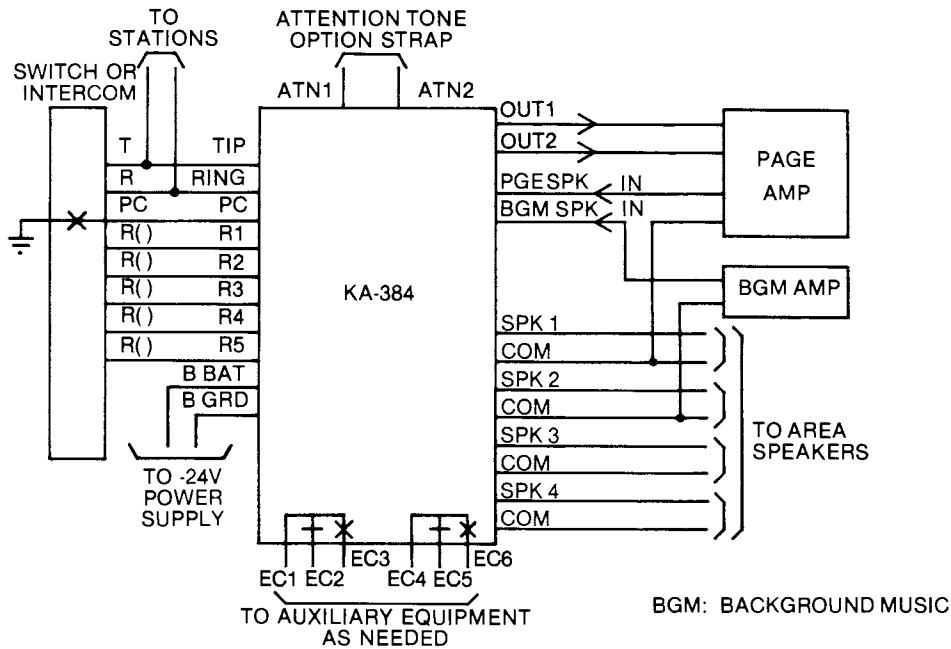 TO
STATIONS
ATTENTION TONE
OPTION STRAP
SWITCH OR
INTERCOM
ATN1 ATN2
T TIP
R RING
PC PC
R( ) R1
R( ) R2
R( ) R3
R( ) R4
R( ) R5
B BAT
B GRD
TO -24V
POWER
SUPPLY
KA-384
OUT1
OUT2
PGESPK IN
BGM SPK IN
PAGE
AMP
BGM AMP
SPK 1
COM
SPK 2
COM
SPK 3
COM
SPK 4
COM
TO AREA
SPEAKERS
EC1 EC2 EC3 EC4 EC5 EC6
TO AUXILIARY EQUIPMENT
AS NEEDED
BGM: BACKGROUND MUSIC